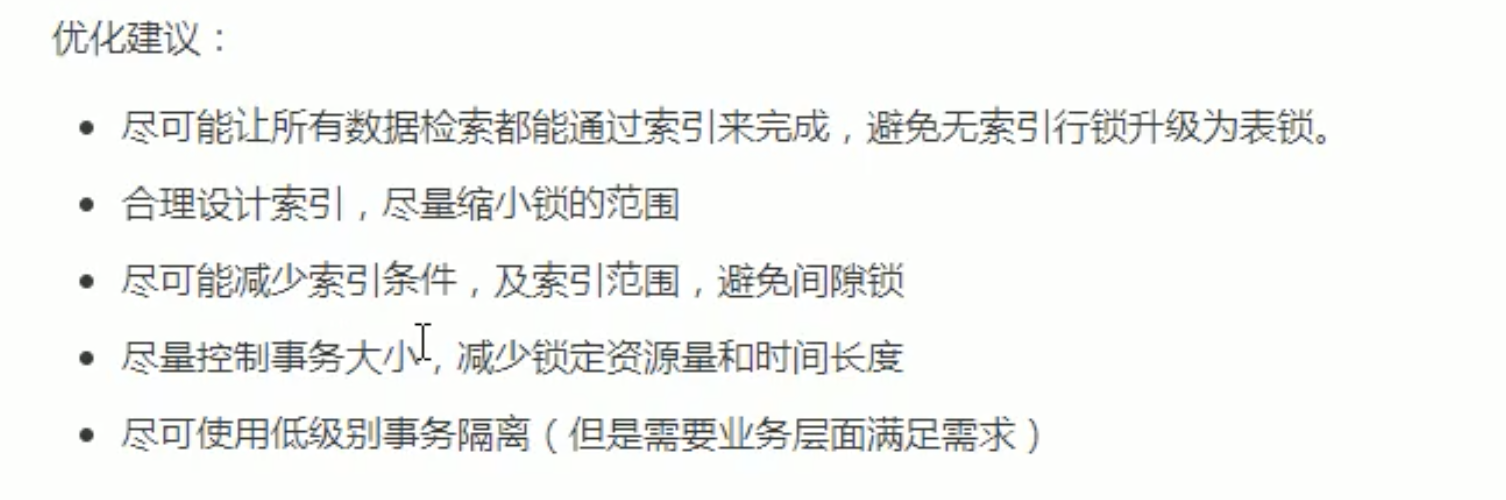 优化建议：
尽可能让所有数据检索都能通过索引来完成，避免无索引行锁升级为表锁。
合理设计索引，尽量缩小锁的范围
尽可能减少索引条件，及索引范围，避免间隙锁
尽量控制事务大小，减少锁定资源量和时间长度
尽可使用低级别事务隔离（但是需要业务层面满足需求）